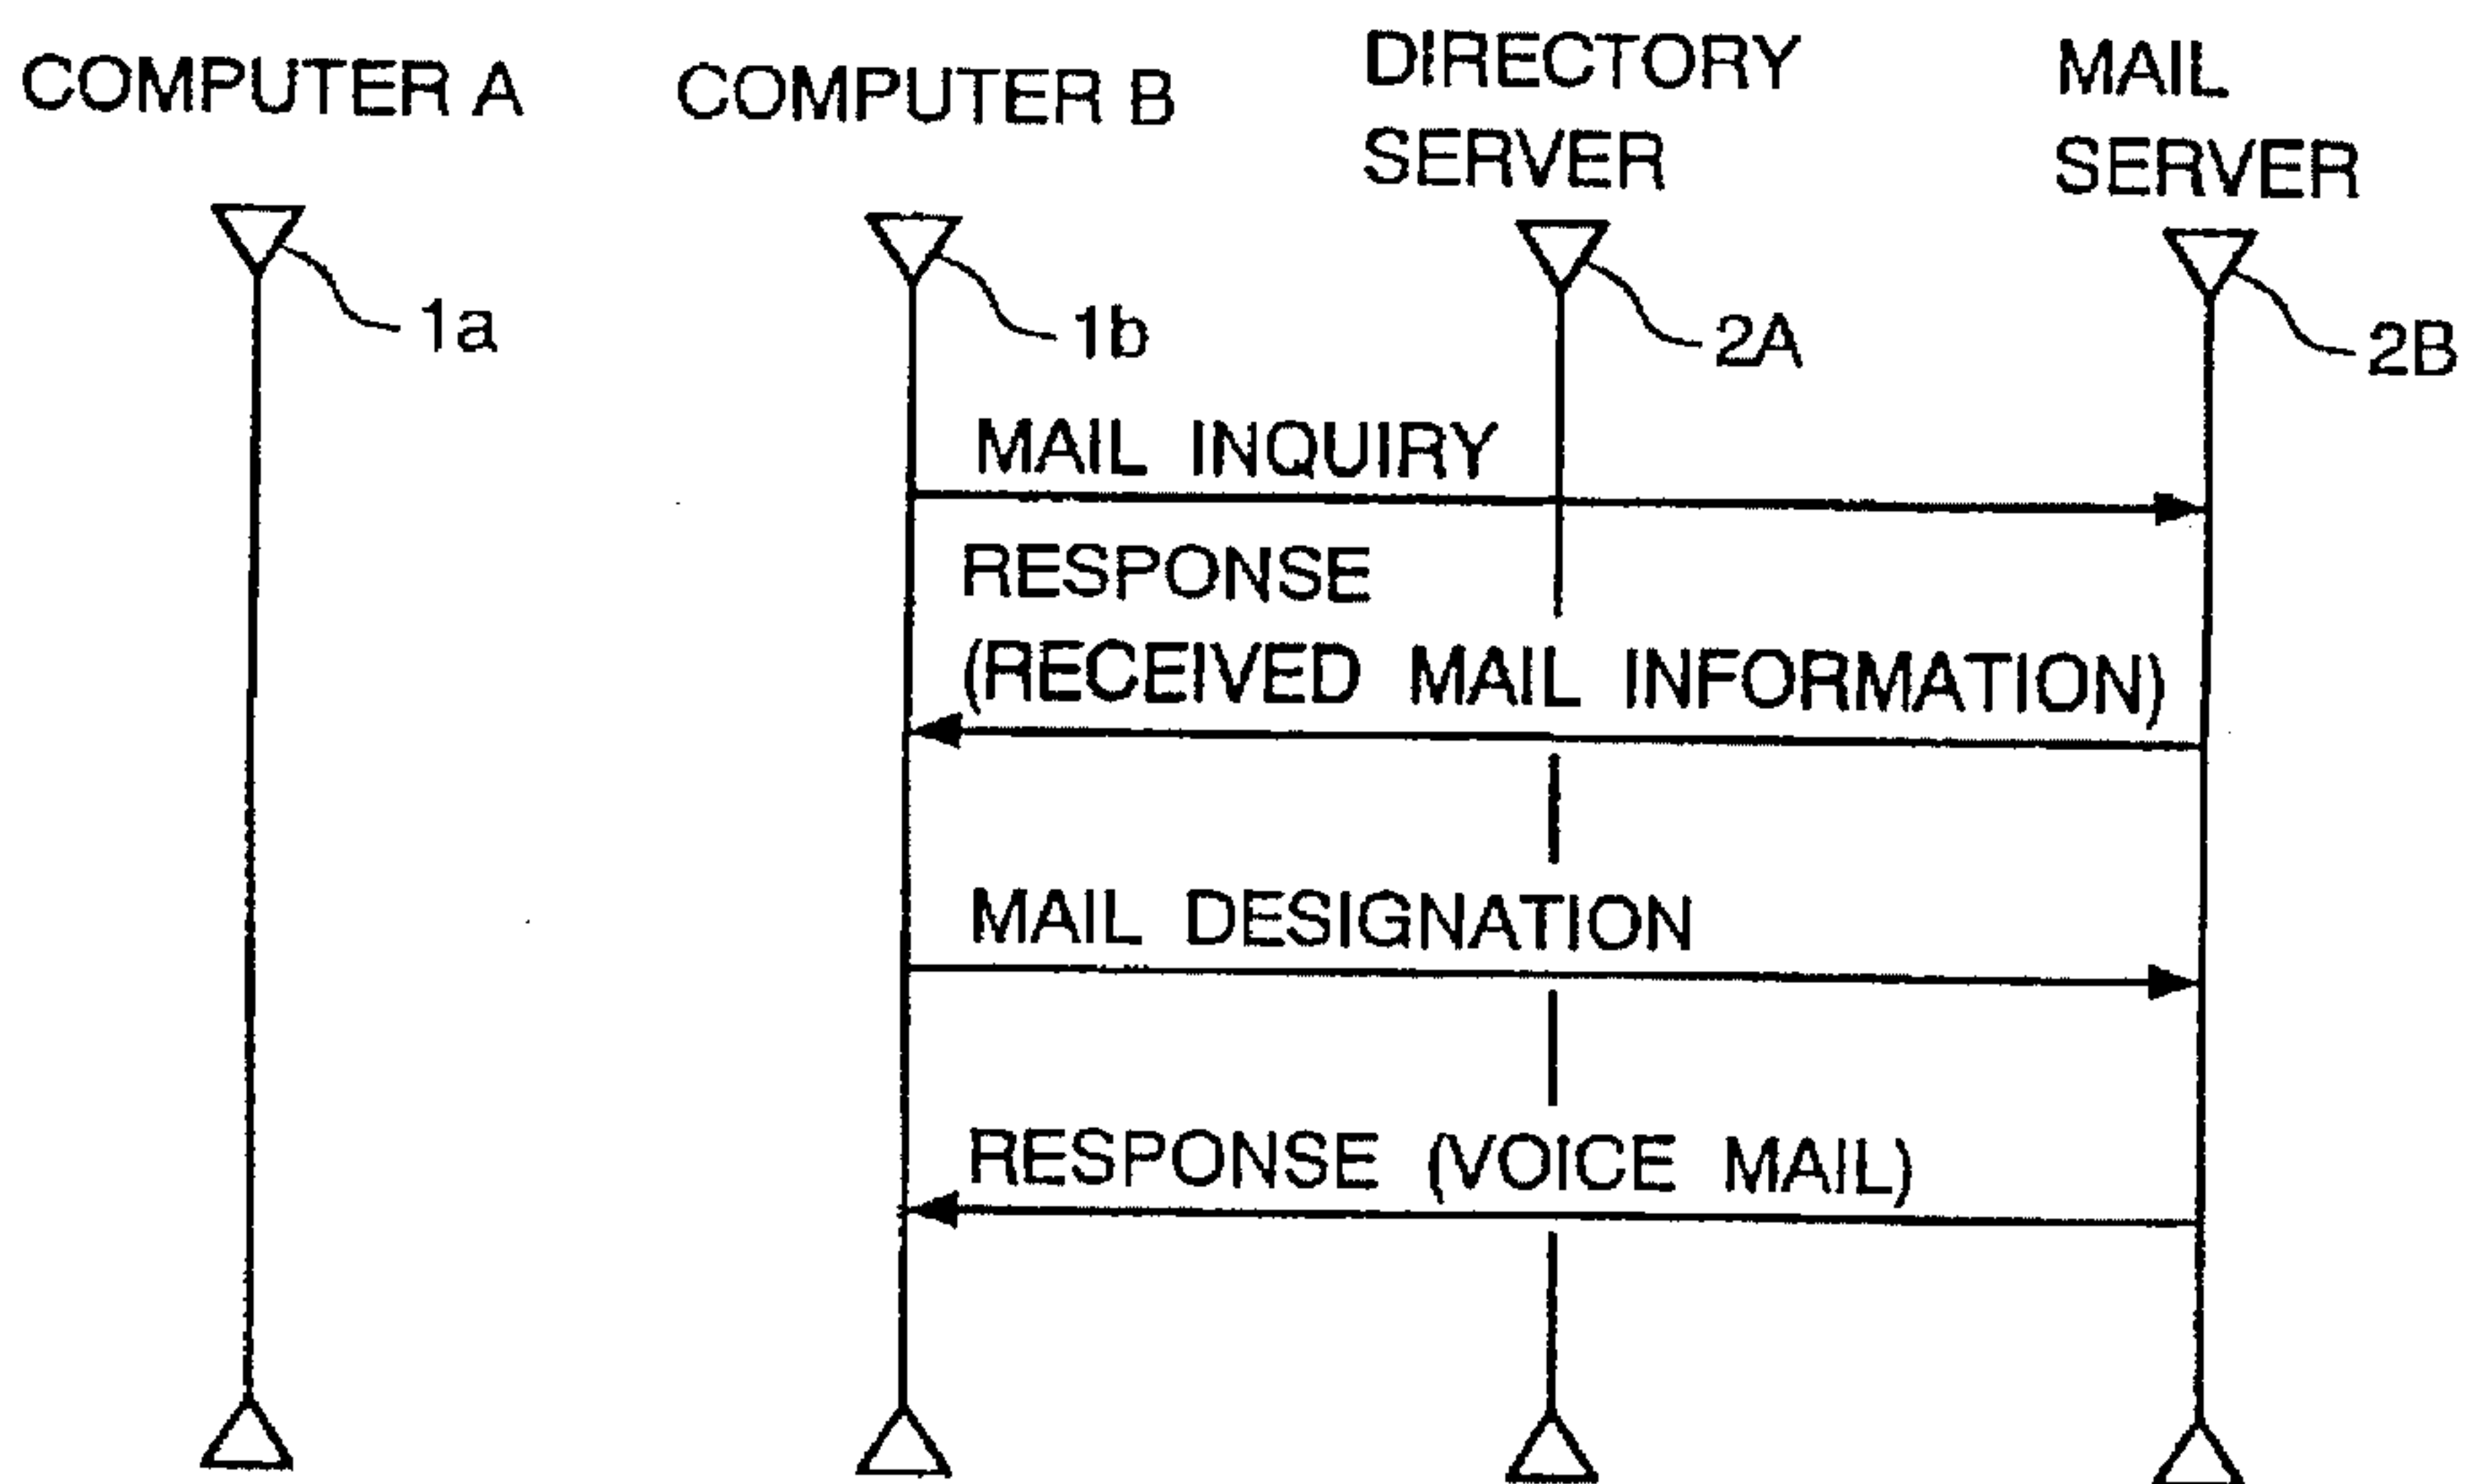 COMPUTER A
COMPUTER B
DIRECTORY
SERVER
MAIL
SERVER
1a
1b
2A
2B
MAIL INQUIRY
RESPONSE
(RECEIVED MAIL INFORMATION)
MAIL DESIGNATION
RESPONSE (VOICE MAIL)